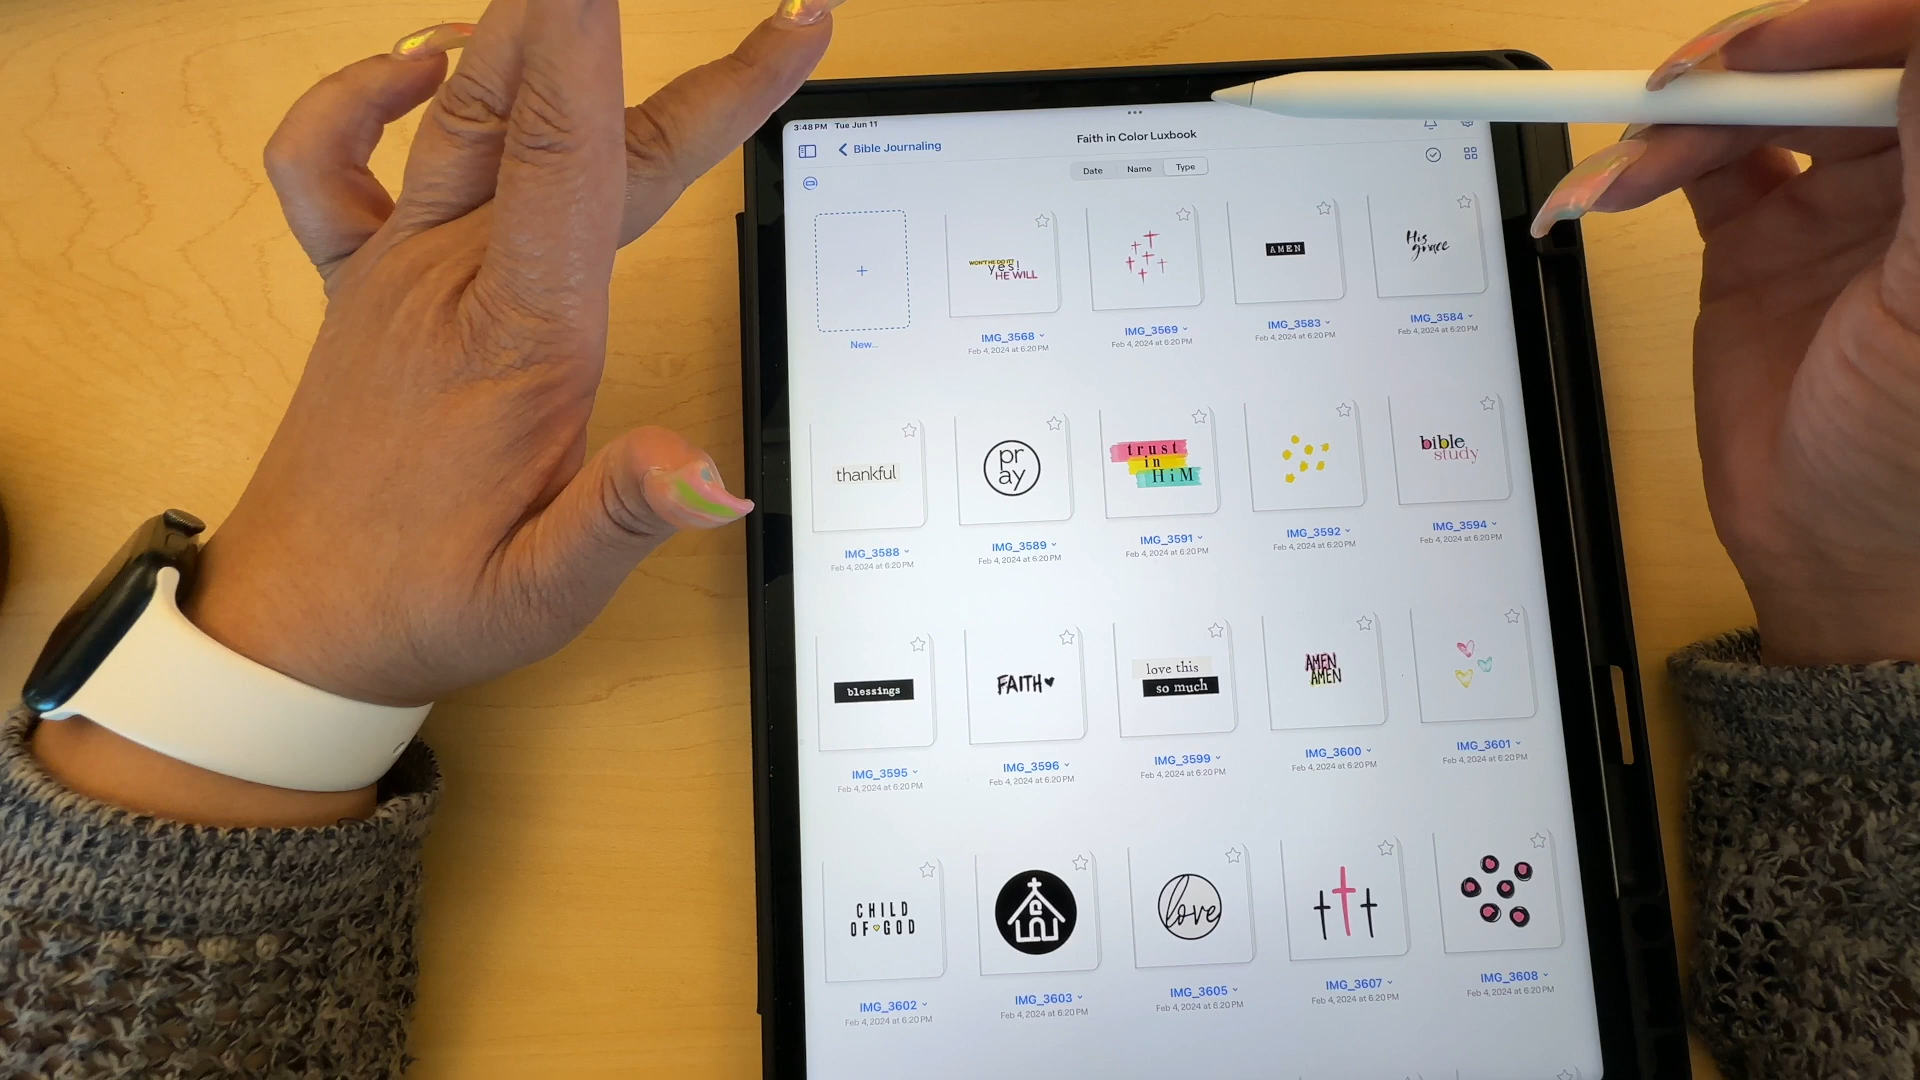 3:48 PM Tue Jun 11
Bible Journaling
Faith in Color Luxbook
Date Name Type
New...
WON'T HE DO IT?
yes!
HE WILL
IMG_3568
Feb 4, 2024 at 6:20 PM
IMG_3569
Feb 4, 2024 at 6:20 PM
AMEN
IMG_3583
Feb 4, 2024 at 6:20 PM
His
grace
IMG_3584
Feb 4, 2024 at 6:20 PM
thankful
IMG_3588
Feb 4, 2024 at 6:20 PM
pr
ay
IMG_3589
Feb 4, 2024 at 6:20 PM
trust
in
HiM
IMG_3591
Feb 4, 2024 at 6:20 PM
IMG_3592
Feb 4, 2024 at 6:20 PM
bible
study
IMG_3594
Feb 4, 2024 at 6:20 PM
blessings
IMG_3595
Feb 4, 2024 at 6:20 PM
FAITH
IMG_3596
Feb 4, 2024 at 6:20 PM
love this
so much
IMG_3599
Feb 4, 2024 at 6:20 PM
AMEN
AMEN
IMG_3600
Feb 4, 2024 at 6:20 PM
IMG_3601
Feb 4, 2024 at 6:20 PM
CHILD
OF GOD
IMG_3602
Feb 4, 2024 at 6:20 PM
IMG_3603
Feb 4, 2024 at 6:20 PM
love
IMG_3605
Feb 4, 2024 at 6:20 PM
IMG_3607
Feb 4, 2024 at 6:20 PM
IMG_3608
Feb 4, 2024 at 6:20 PM